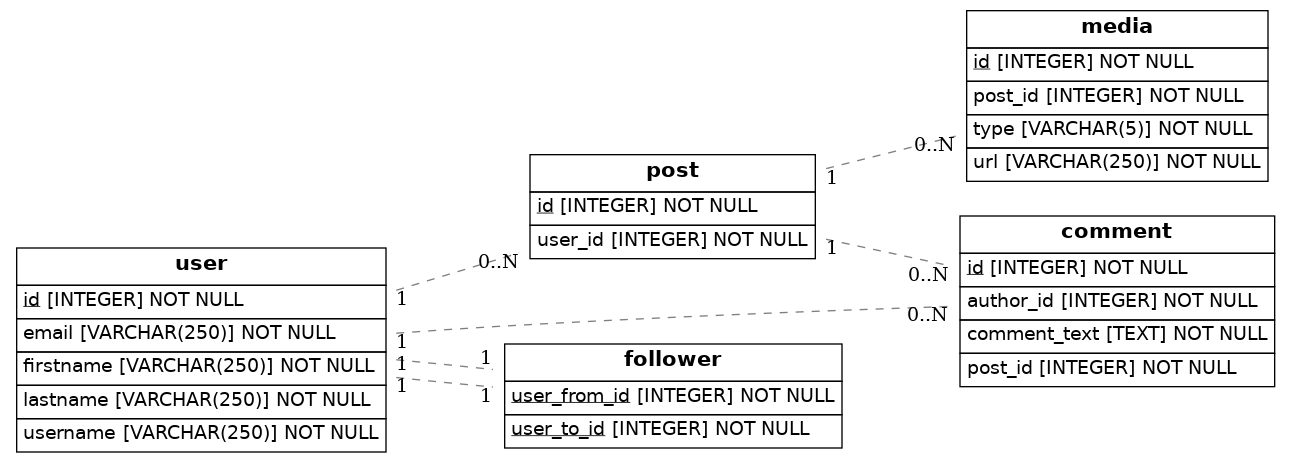 media
id [INTEGER] NOT NULL
post_id [INTEGER] NOT NULL
type [VARCHAR(5)] NOT NULL
url [VARCHAR(250)] NOT NULL
0..N
1
post
id [INTEGER] NOT NULL
user_id [INTEGER] NOT NULL
1
0..N
comment
id [INTEGER] NOT NULL
author_id [INTEGER] NOT NULL
comment_text [TEXT] NOT NULL
post_id [INTEGER] NOT NULL
user
id [INTEGER] NOT NULL
email [VARCHAR(250)] NOT NULL
firstname [VARCHAR(250)] NOT NULL
lastname [VARCHAR(250)] NOT NULL
username [VARCHAR(250)] NOT NULL
0..N
1
0..N
1
1
1
1
1
follower
user_from_id [INTEGER] NOT NULL
user_to_id [INTEGER] NOT NULL